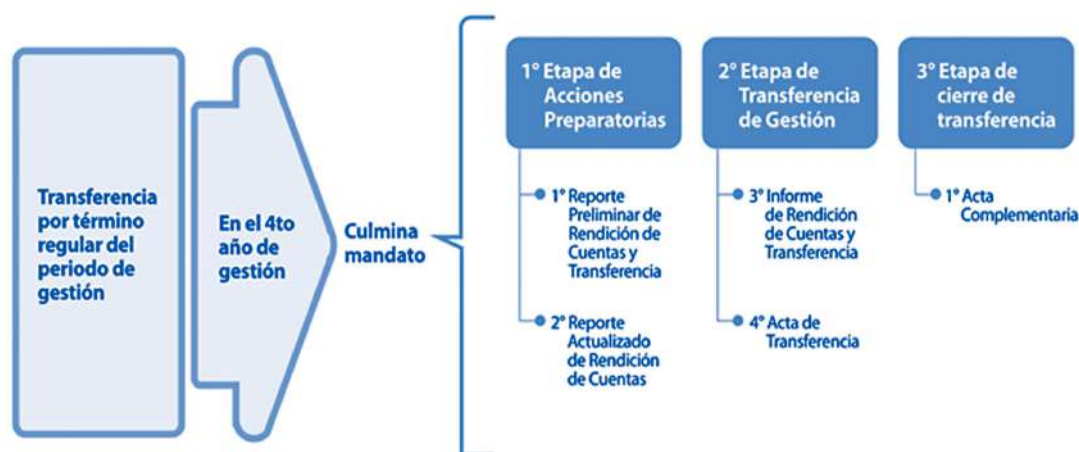 Transferencia
por término
regular del
periodo de
gestión
En el 4to
año de
gestión
Culmina
mandato
1° Etapa de
Acciones
Preparatorias
1° Reporte
Preliminar de
Rendición de
Cuentas y
Transferencia
2° Reporte
Actualizado
de Rendición
de Cuentas
2° Etapa de
Transferencia
de Gestión
3° Informe
de Rendición
de Cuentas y
Transferencia
4° Acta de
Transferencia
3° Etapa de
cierre de
transferencia
1° Acta
Complementaria